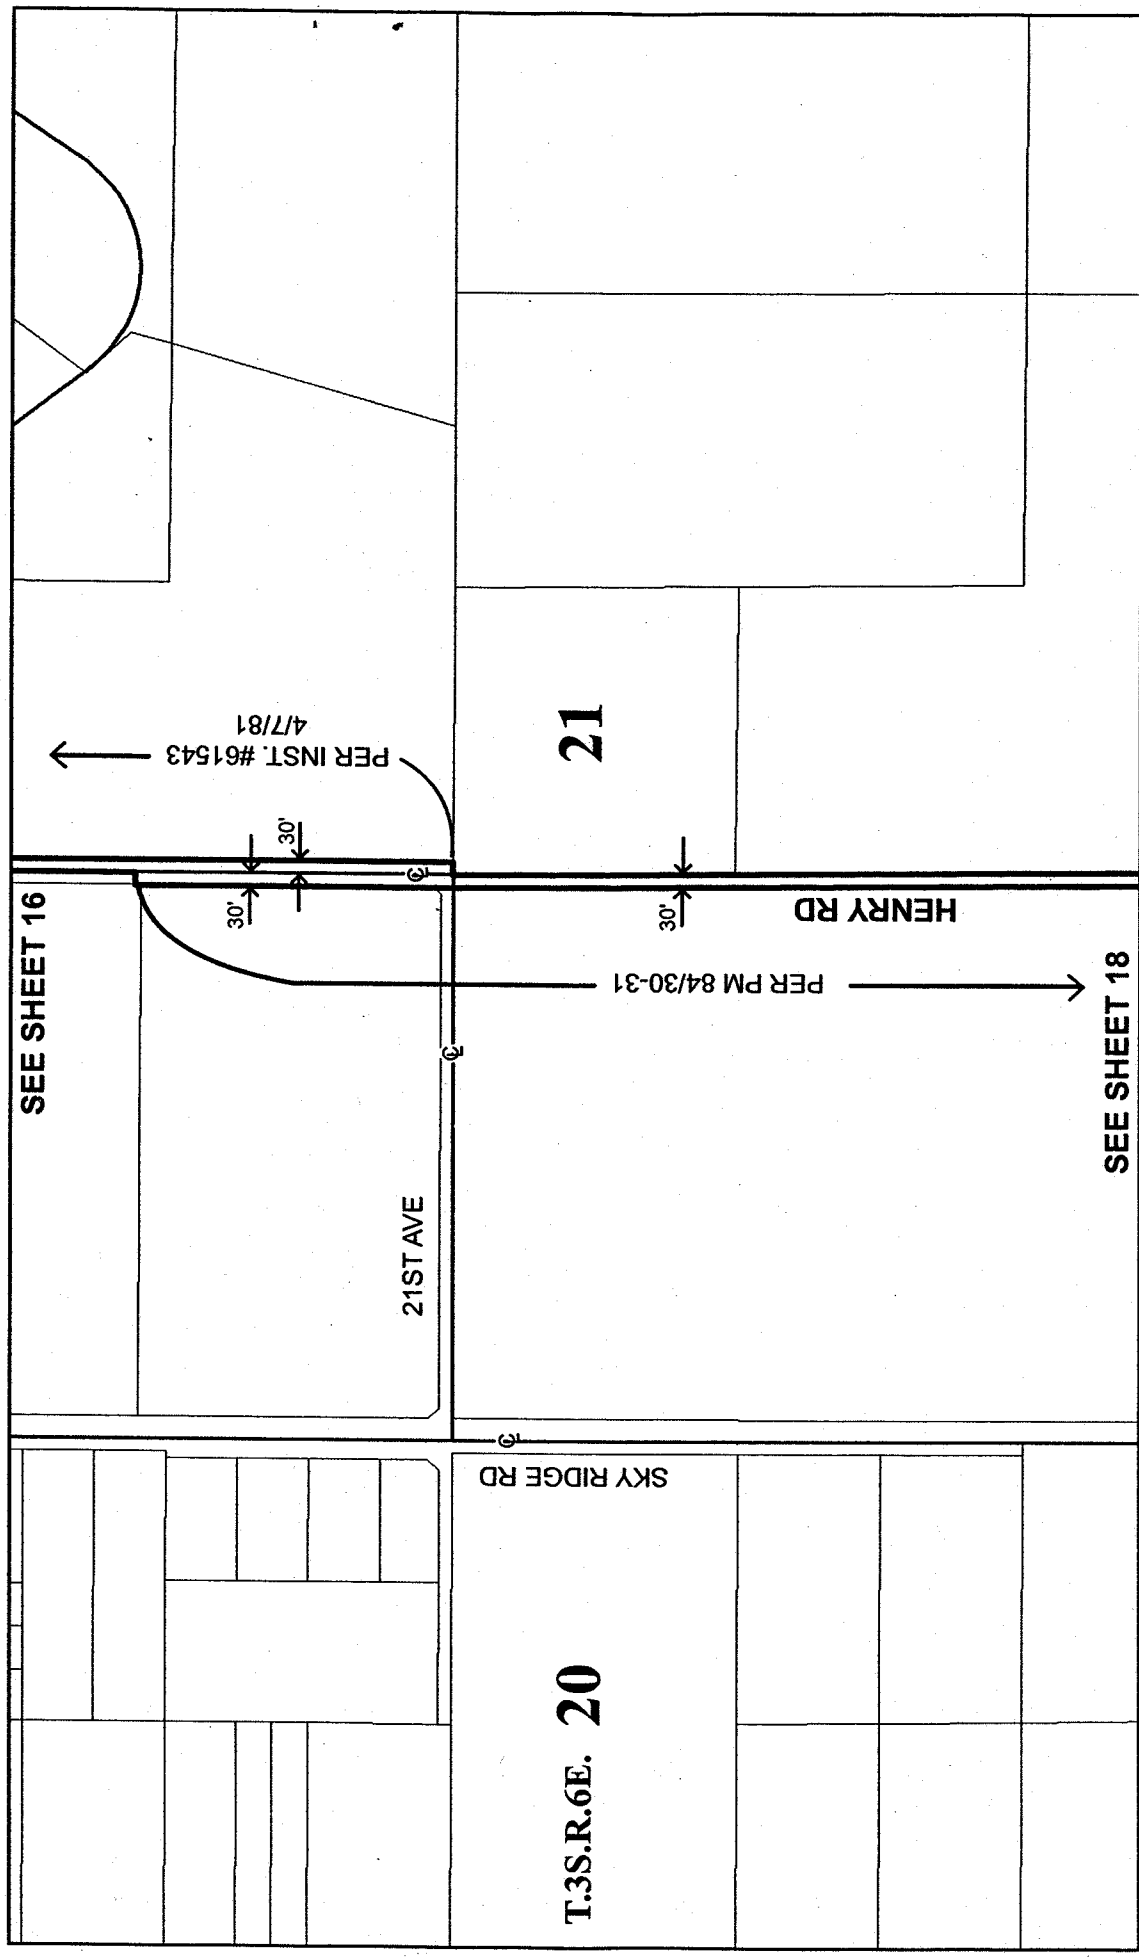 SEE SHEET 16
PER INST. #61543
4/7/81
30'
30'
℄
21
30'
HENRY RD
PER PM 84/30-31
SEE SHEET 18
℄
21ST AVE
℄
SKY RIDGE RD
T.3S.R.6E. 20